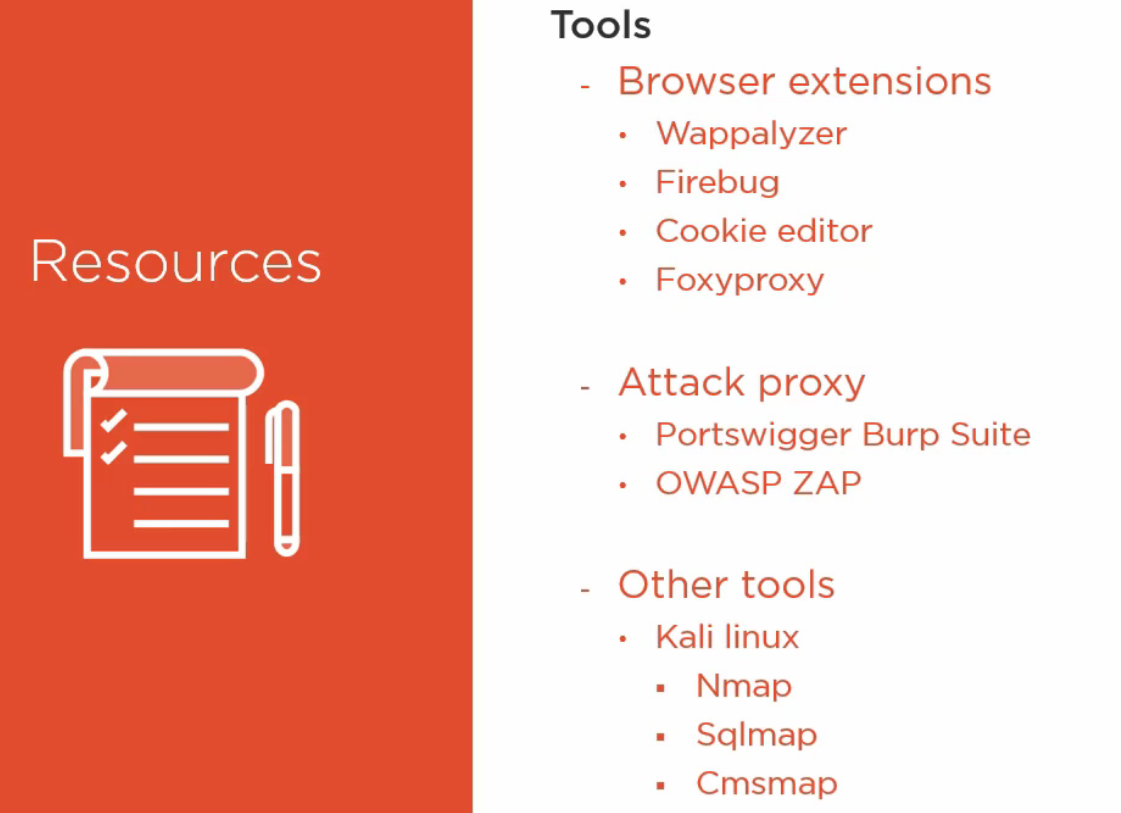 Resources
Tools
- Browser extensions
• Wappalyzer
• Firebug
• Cookie editor
• Foxyproxy
- Attack proxy
• Portswigger Burp Suite
• OWASP ZAP
- Other tools
• Kali linux
▪ Nmap
▪ Sqlmap
▪ Cmsmap